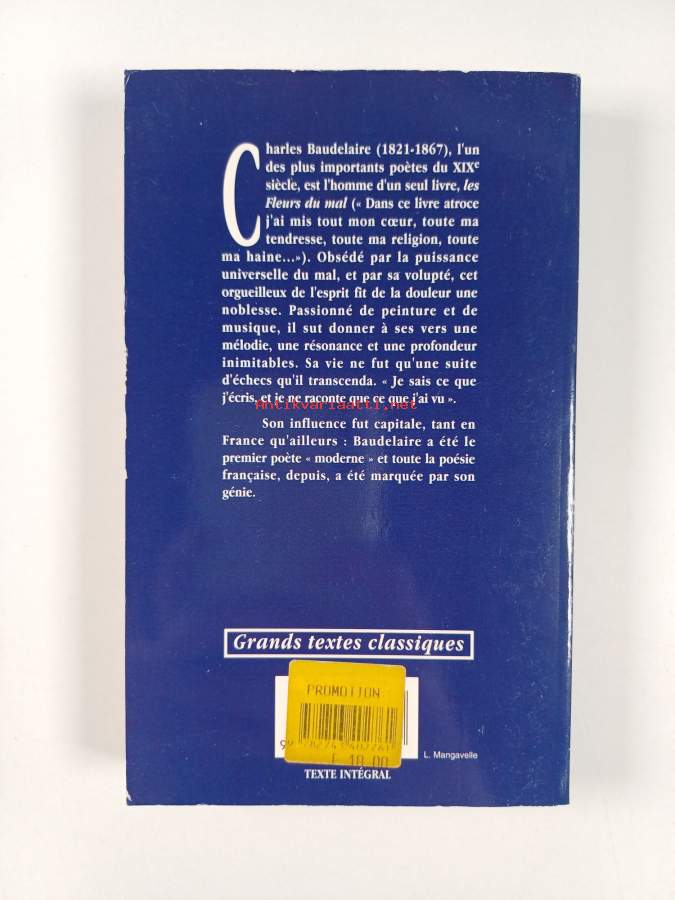 Charles Baudelaire (1821-1867), l'un
des plus importants poètes du XIXe
siècle, est l'homme d'un seul livre, les
Fleurs du mal (« Dans ce livre atroce
j'ai mis tout mon cœur, toute ma
tendresse, toute ma religion, toute
ma haine...»). Obsédé par la puissance
universelle du mal, et par sa volupté, cet
orgueilleux de l'esprit fit de la douleur une
noblesse. Passionné de peinture et de
musique, il sut donner à ses vers une
mélodie, une résonance et une profondeur
inimitables. Sa vie ne fut qu'une suite
d'échecs qu'il transcenda. « Je sais ce que
j'écris, et je ne raconte que ce que j'ai vu ».
Antikvariaatti.net
Son influence fut capitale, tant en
France qu'ailleurs : Baudelaire a été le
premier poète « moderne » et toute la poésie
française, depuis, a été marquée par son
génie.
Grands textes classiques
PROMOTION
F 10.00
L. Mangavelle
TEXTE INTÉGRAL